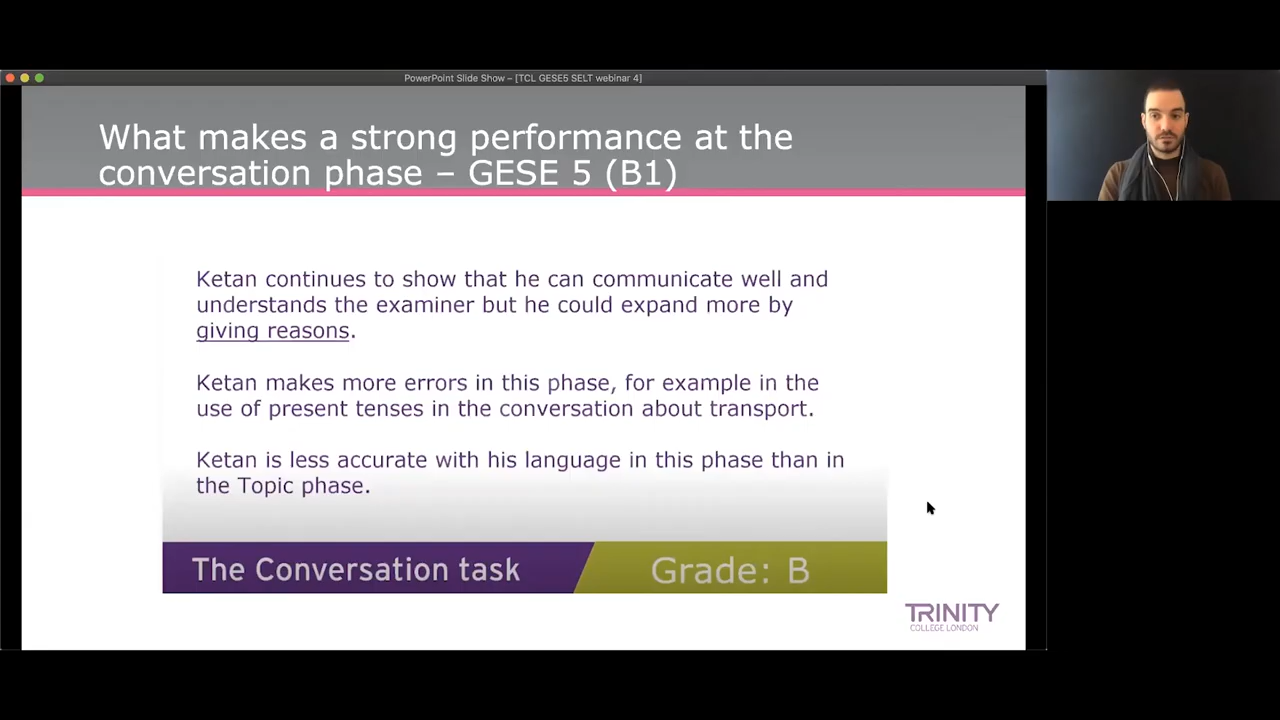 PowerPoint Slide Show – [TCL GESE5 SELT webinar 4]
What makes a strong performance at the
conversation phase – GESE 5 (B1)
Ketan continues to show that he can communicate well and
understands the examiner but he could expand more by
giving reasons.
Ketan makes more errors in this phase, for example in the
use of present tenses in the conversation about transport.
Ketan is less accurate with his language in this phase than in
the Topic phase.
The Conversation task
Grade: B
TRINITY
COLLEGE LONDON